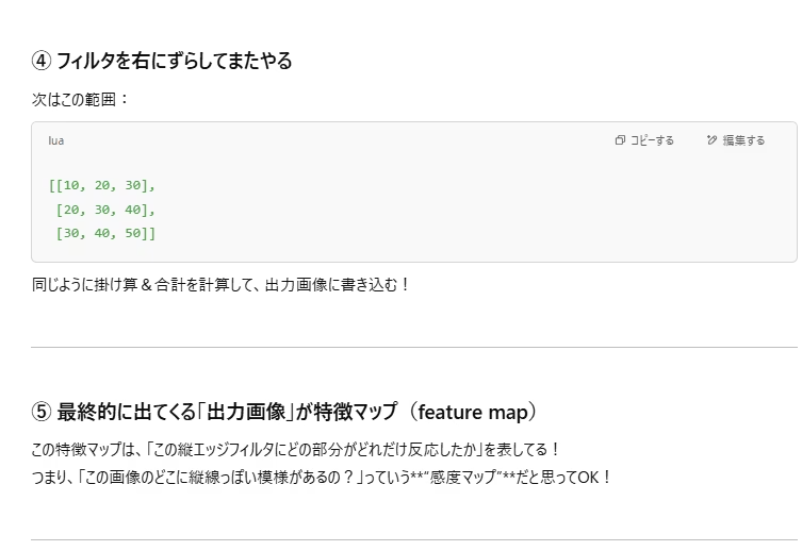 ④ フィルタを右にずらしてまたやる
次はこの範囲：
lua
コピーする
編集する
[[10, 20, 30],
[20, 30, 40],
[30, 40, 50]]
同じように掛け算＆合計を計算して、出力画像に書き込む！
⑤ 最終的に出てくる「出力画像」が特徴マップ（feature map）
この特徴マップは、「この縦エッジフィルタにどの部分がどれだけ反応したか」を表してる！
つまり、「この画像のどこに縦線っぽい模様があるの？」っていう**“感度マップ”**だと思ってOK！